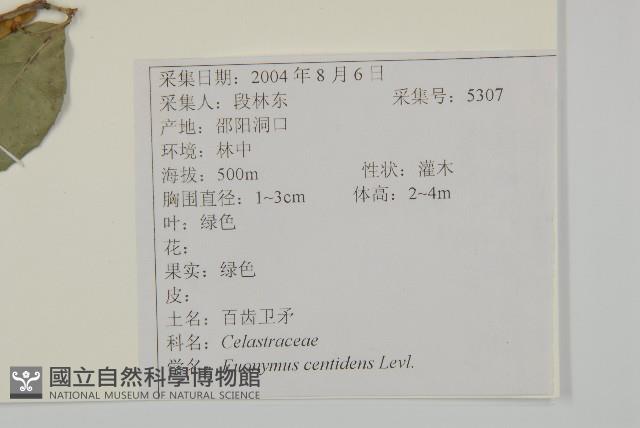 采集日期：2004 年 8 月 6 日
采集人：段林东 采集号：5307
产地：邵阳洞口
环境：林中
海拔：500m 性状：灌木
胸围直径：1~3cm 体高：2~4m
叶：绿色
花：
果实：绿色
皮：
土名：百齿卫矛
科名：Celastraceae
学名：Euonymus centidens Levl.
國立自然科學博物館
NATIONAL MUSEUM OF NATURAL SCIENCE